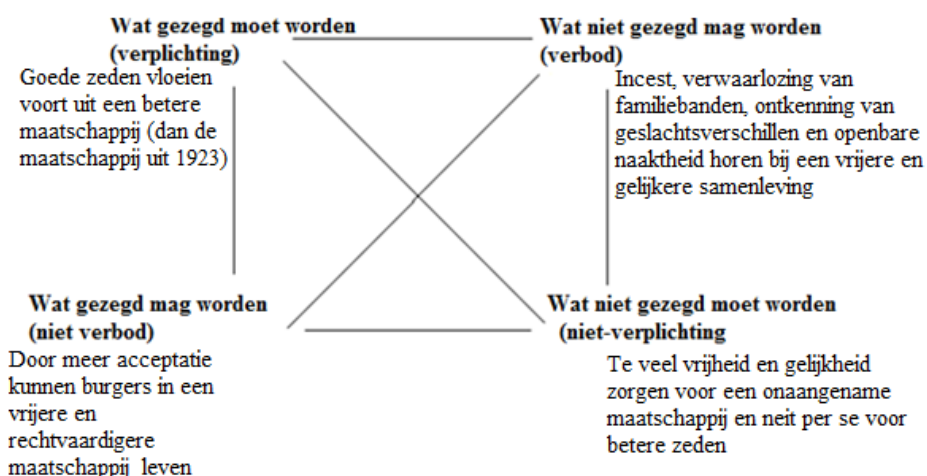 Wat gezegd moet worden
(verplichting)
Goede zeden vloeien
voort uit een betere
maatschappij (dan de
maatschappij uit 1923)
Wat niet gezegd mag worden
(verbod)
Incest, verwaarlozing van
familiebanden, ontkenning van
geslachtsverschillen en openbare
naaktheid horen bij een vrijere en
gelijkere samenleving
Wat gezegd mag worden
(niet verbod)
Door meer acceptatie
kunnen burgers in een
vrijere en
rechtvaardigere
maatschappij leven
Wat niet gezegd moet worden
(niet-verplichting
Te veel vrijheid en gelijkheid
zorgen voor een onaangename
maatschappij en neit per se voor
betere zeden